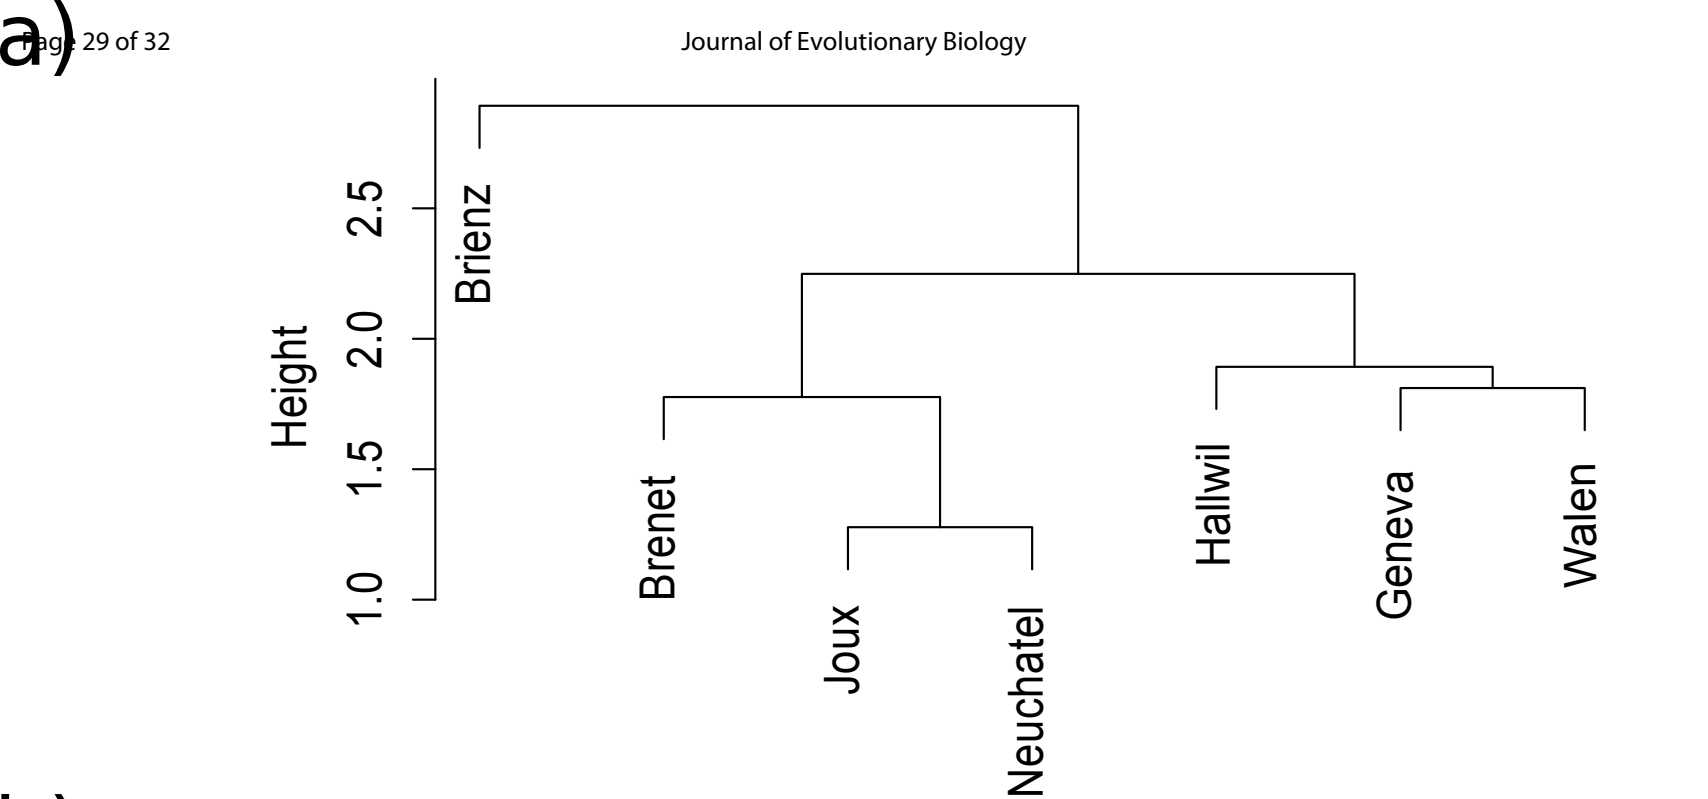 a)
Page 29 of 32
Journal of Evolutionary Biology
Height
2.5
2.0
1.5
1.0
Brienz
Brenet
Joux
Neuchatel
Hallwil
Geneva
Walen